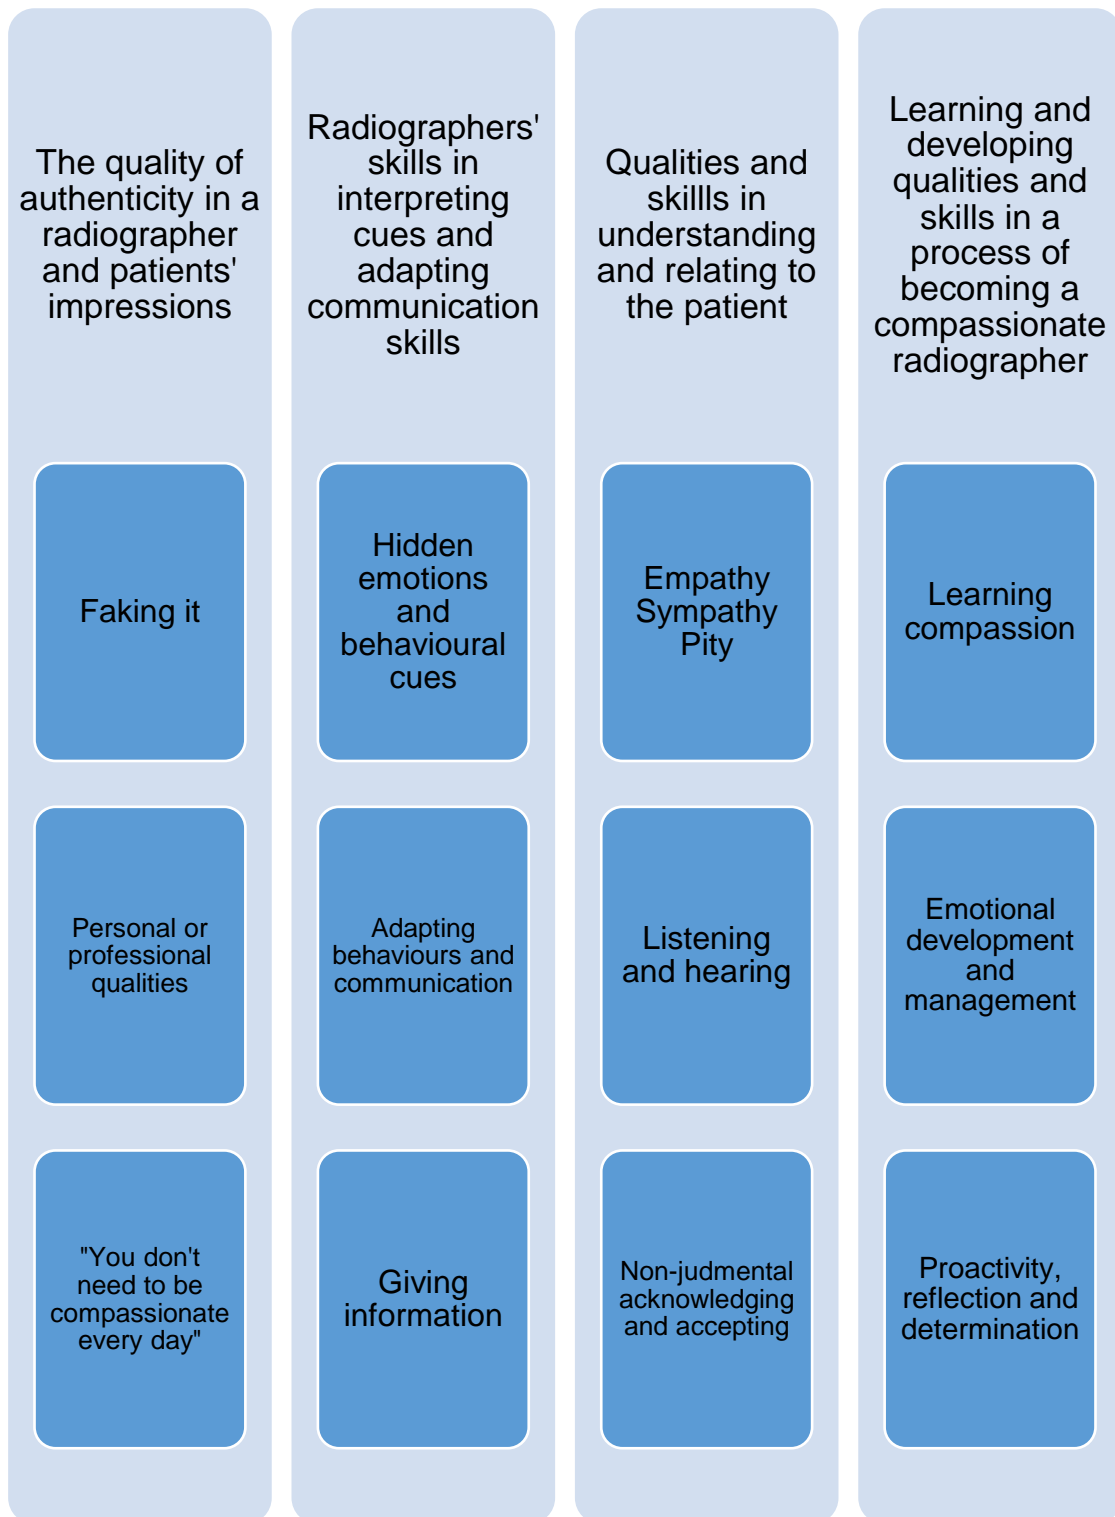 The quality of
authenticity in a
radiographer
and patients'
impressions
Faking it
Personal or
professional
qualities
"You don't
need to be
compassionate
every day"
Radiographers'
skills in
interpreting
cues and
adapting
communication
skills
Hidden
emotions
and
behavioural
cues
Adapting
behaviours and
communication
Giving
information
Qualities and
skillls in
understanding
and relating to
the patient
Empathy
Sympathy
Pity
Listening
and hearing
Non-judmental
acknowledging
and accepting
Learning and
developing
qualities and
skills in a
process of
becoming a
compassionate
radiographer
Learning
compassion
Emotional
development
and
management
Proactivity,
reflection and
determination